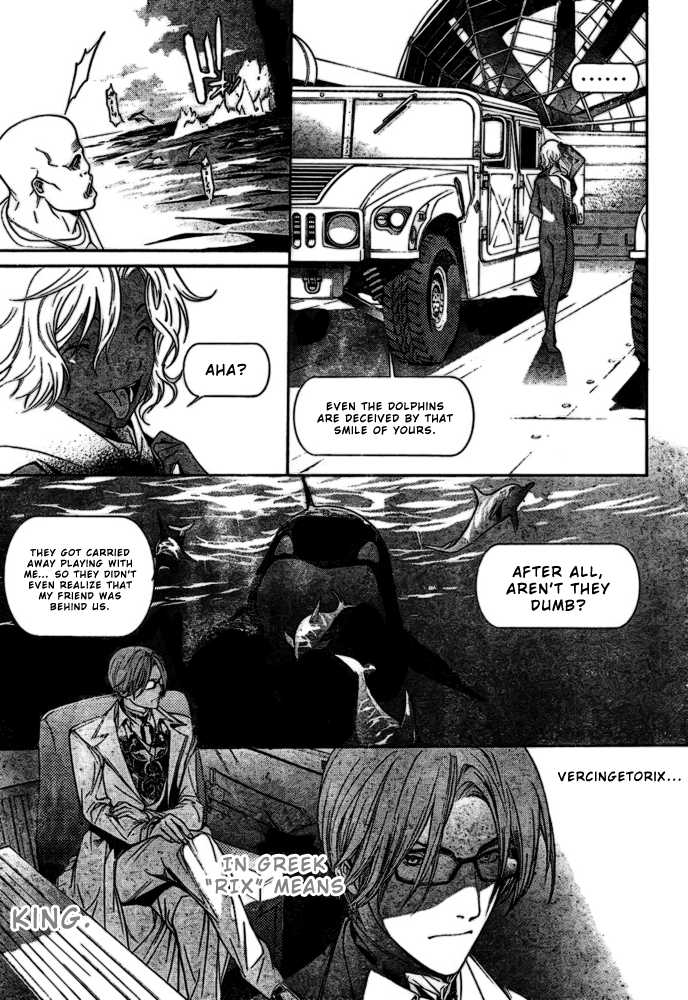 .......
EVEN THE DOLPHINS
ARE DECEIVED BY THAT
SMILE OF YOURS.
AHA?
AFTER ALL,
AREN'T THEY
DUMB?
THEY GOT CARRIED
AWAY PLAYING WITH
ME... SO THEY DIDN'T
EVEN REALIZE THAT
MY FRIEND WAS
BEHIND US.
VERCINGETORIX...
IN GREEK
"RIX" MEANS
KING.